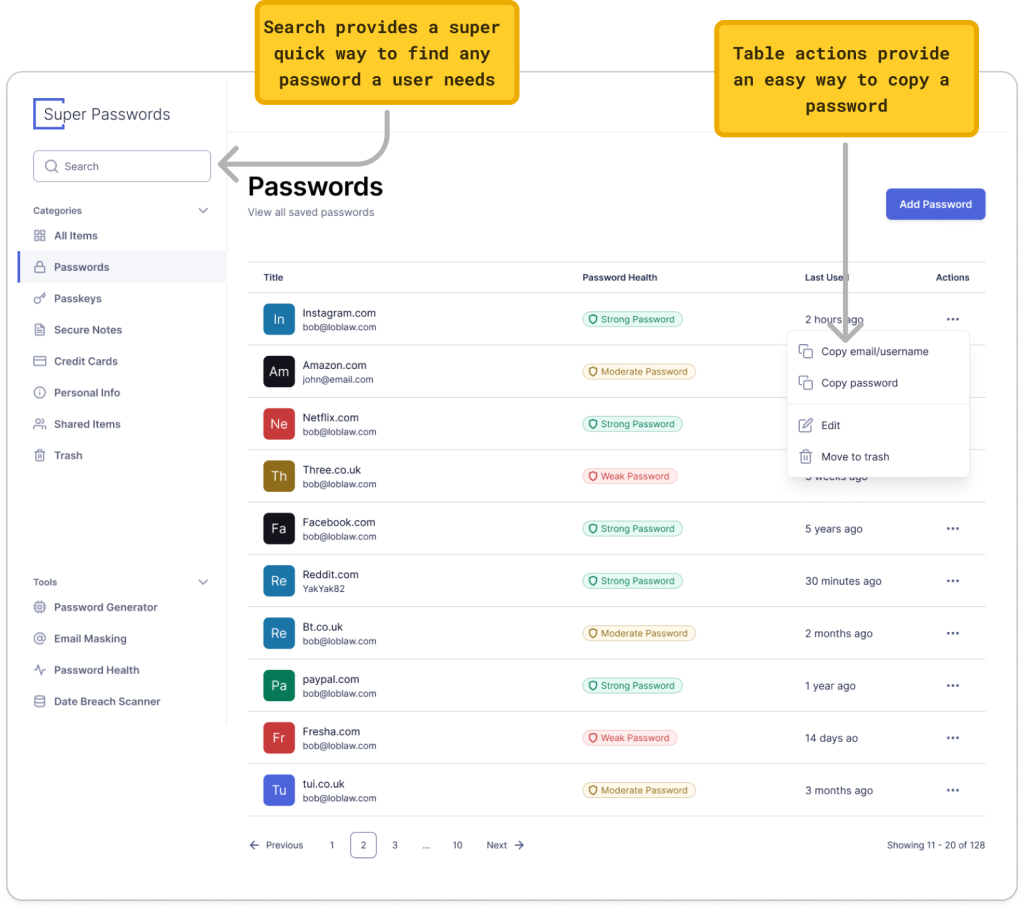 Search provides a super
quick way to find any
password a user needs
Table actions provide
an easy way to copy a
password
Super Passwords
Search
Categories
All Items
Passwords
Passkeys
Secure Notes
Credit Cards
Personal Info
Shared Items
Trash
Tools
Password Generator
Email Masking
Password Health
Date Breach Scanner
Passwords
View all saved passwords
Add Password
Title Password Health Last Used Actions
In Instagram.com Strong Password 2 hours ago ...
bob@loblaw.com
Am Amazon.com Moderate Password
john@email.com
Ne Netflix.com Strong Password
bob@loblaw.com
Th Three.co.uk Weak Password weeks ago
bob@loblaw.com
Copy email/username
Copy password
Edit
Move to trash
Fa Facebook.com Strong Password 5 years ago ...
bob@loblaw.com
Re Reddit.com Strong Password 30 minutes ago ...
YakYak82
Re Bt.co.uk Moderate Password 2 months ago ...
bob@loblaw.com
Pa paypal.com Strong Password 1 year ago ...
bob@loblaw.com
Fr Fresha.com Weak Password 14 days ao ...
bob@loblaw.com
Tu tui.co.uk Moderate Password 3 months ago ...
bob@loblaw.com
← Previous 1 2 3 ... 10 Next →
Showing 11 - 20 of 128